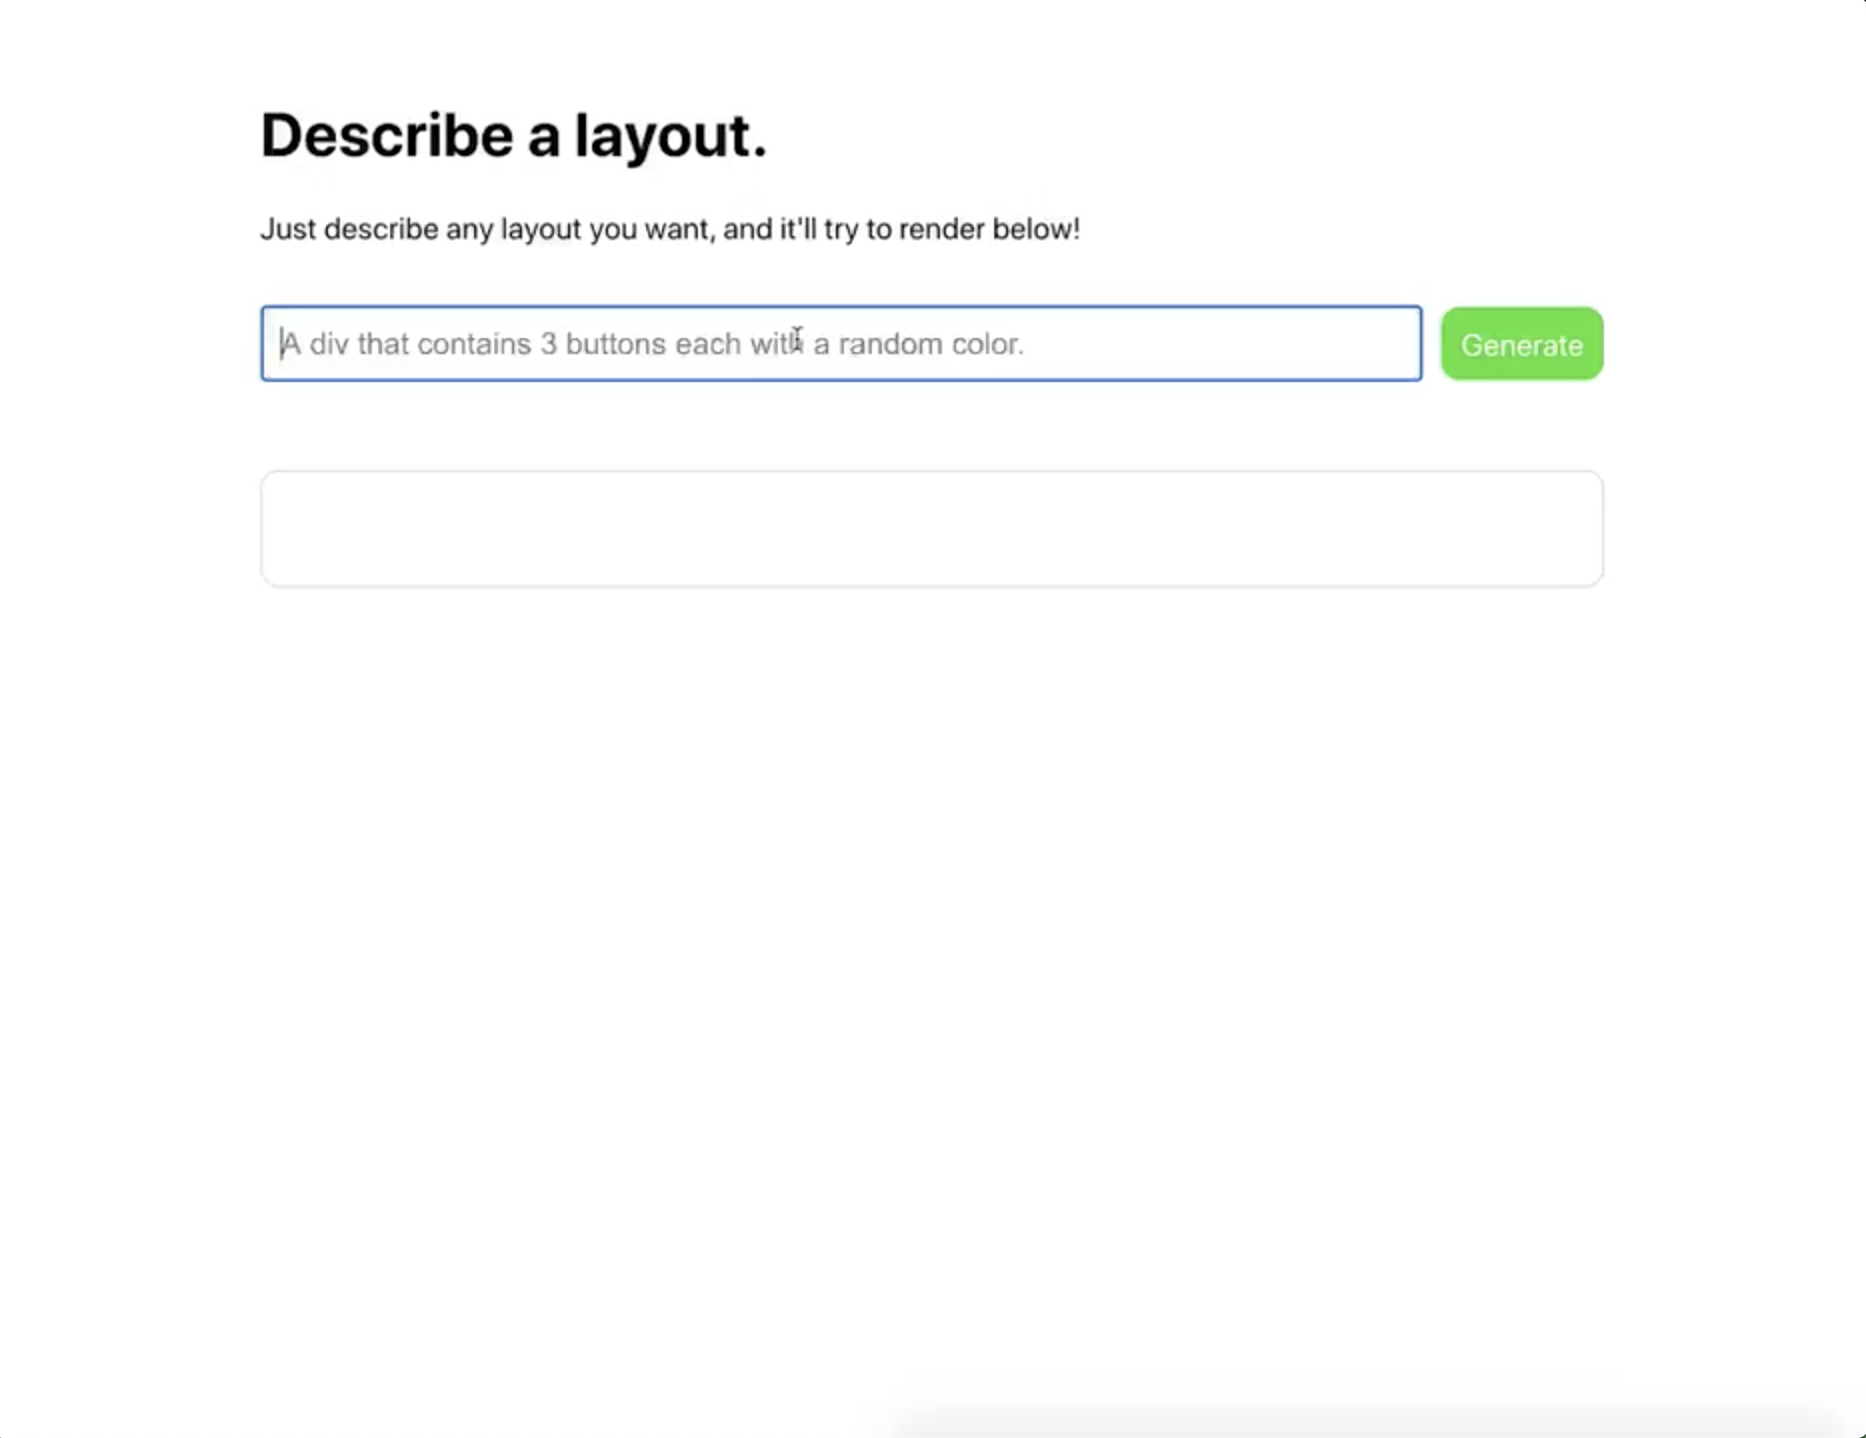 Describe a layout.
Just describe any layout you want, and it'll try to render below!
A div that contains 3 buttons each with a random color.
Generate